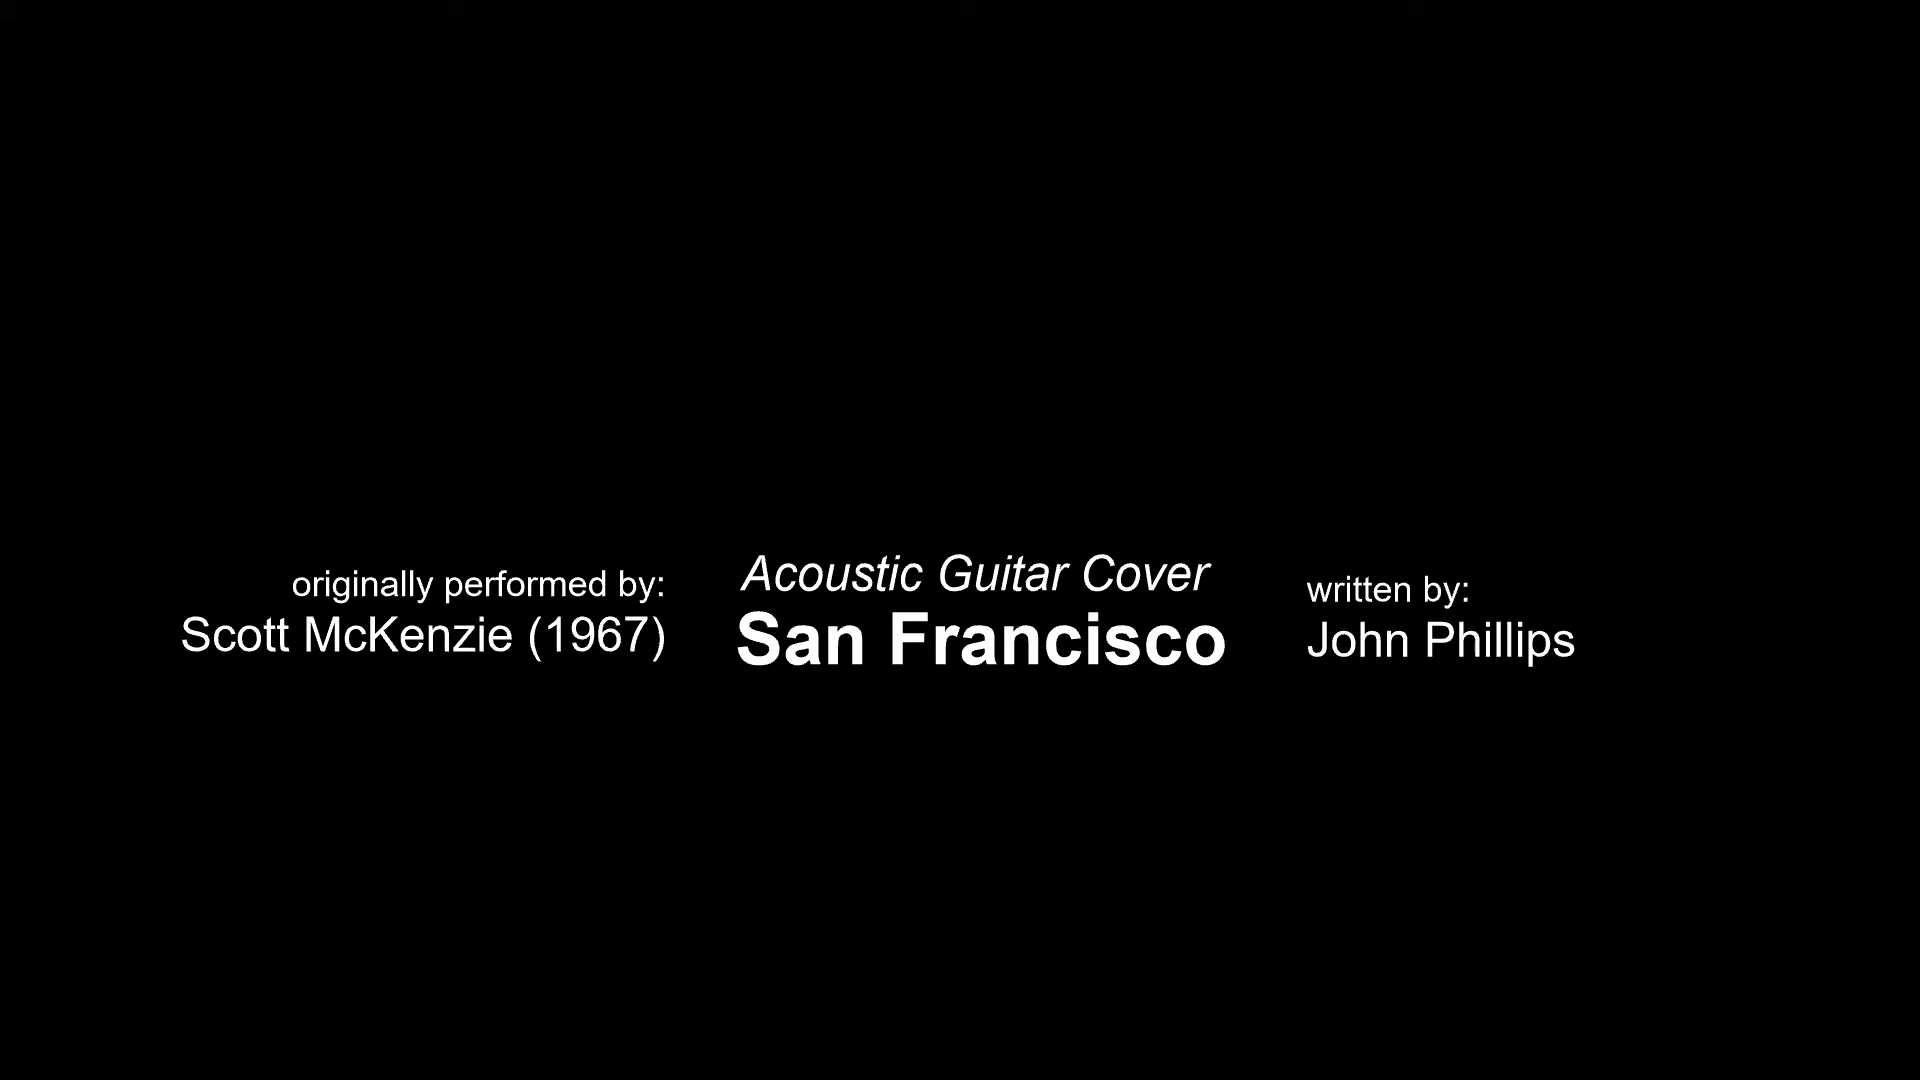 originally performed by:
Scott McKenzie (1967)
Acoustic Guitar Cover
San Francisco
written by:
John Phillips